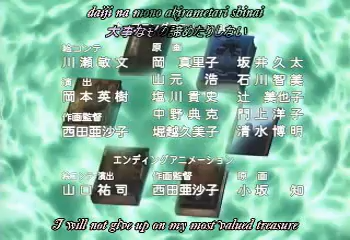 daiji na mono akirametari shinai
大事なもの諦めたりしない
絵コンテ 原 画
川瀬敏文 岡 真里子 坂井久太
演 出 山元 浩 石川智美
岡本英樹 塩川貴史 辻 美也子
作画監督 中野典克 門上洋子
西田亜沙子 堀越久美子 清水博明
エンディングアニメーション
絵コンテ演出 作画監督 原 画
山口祐司 西田亜沙子 小坂 知
I will not give up on my most valued treasure